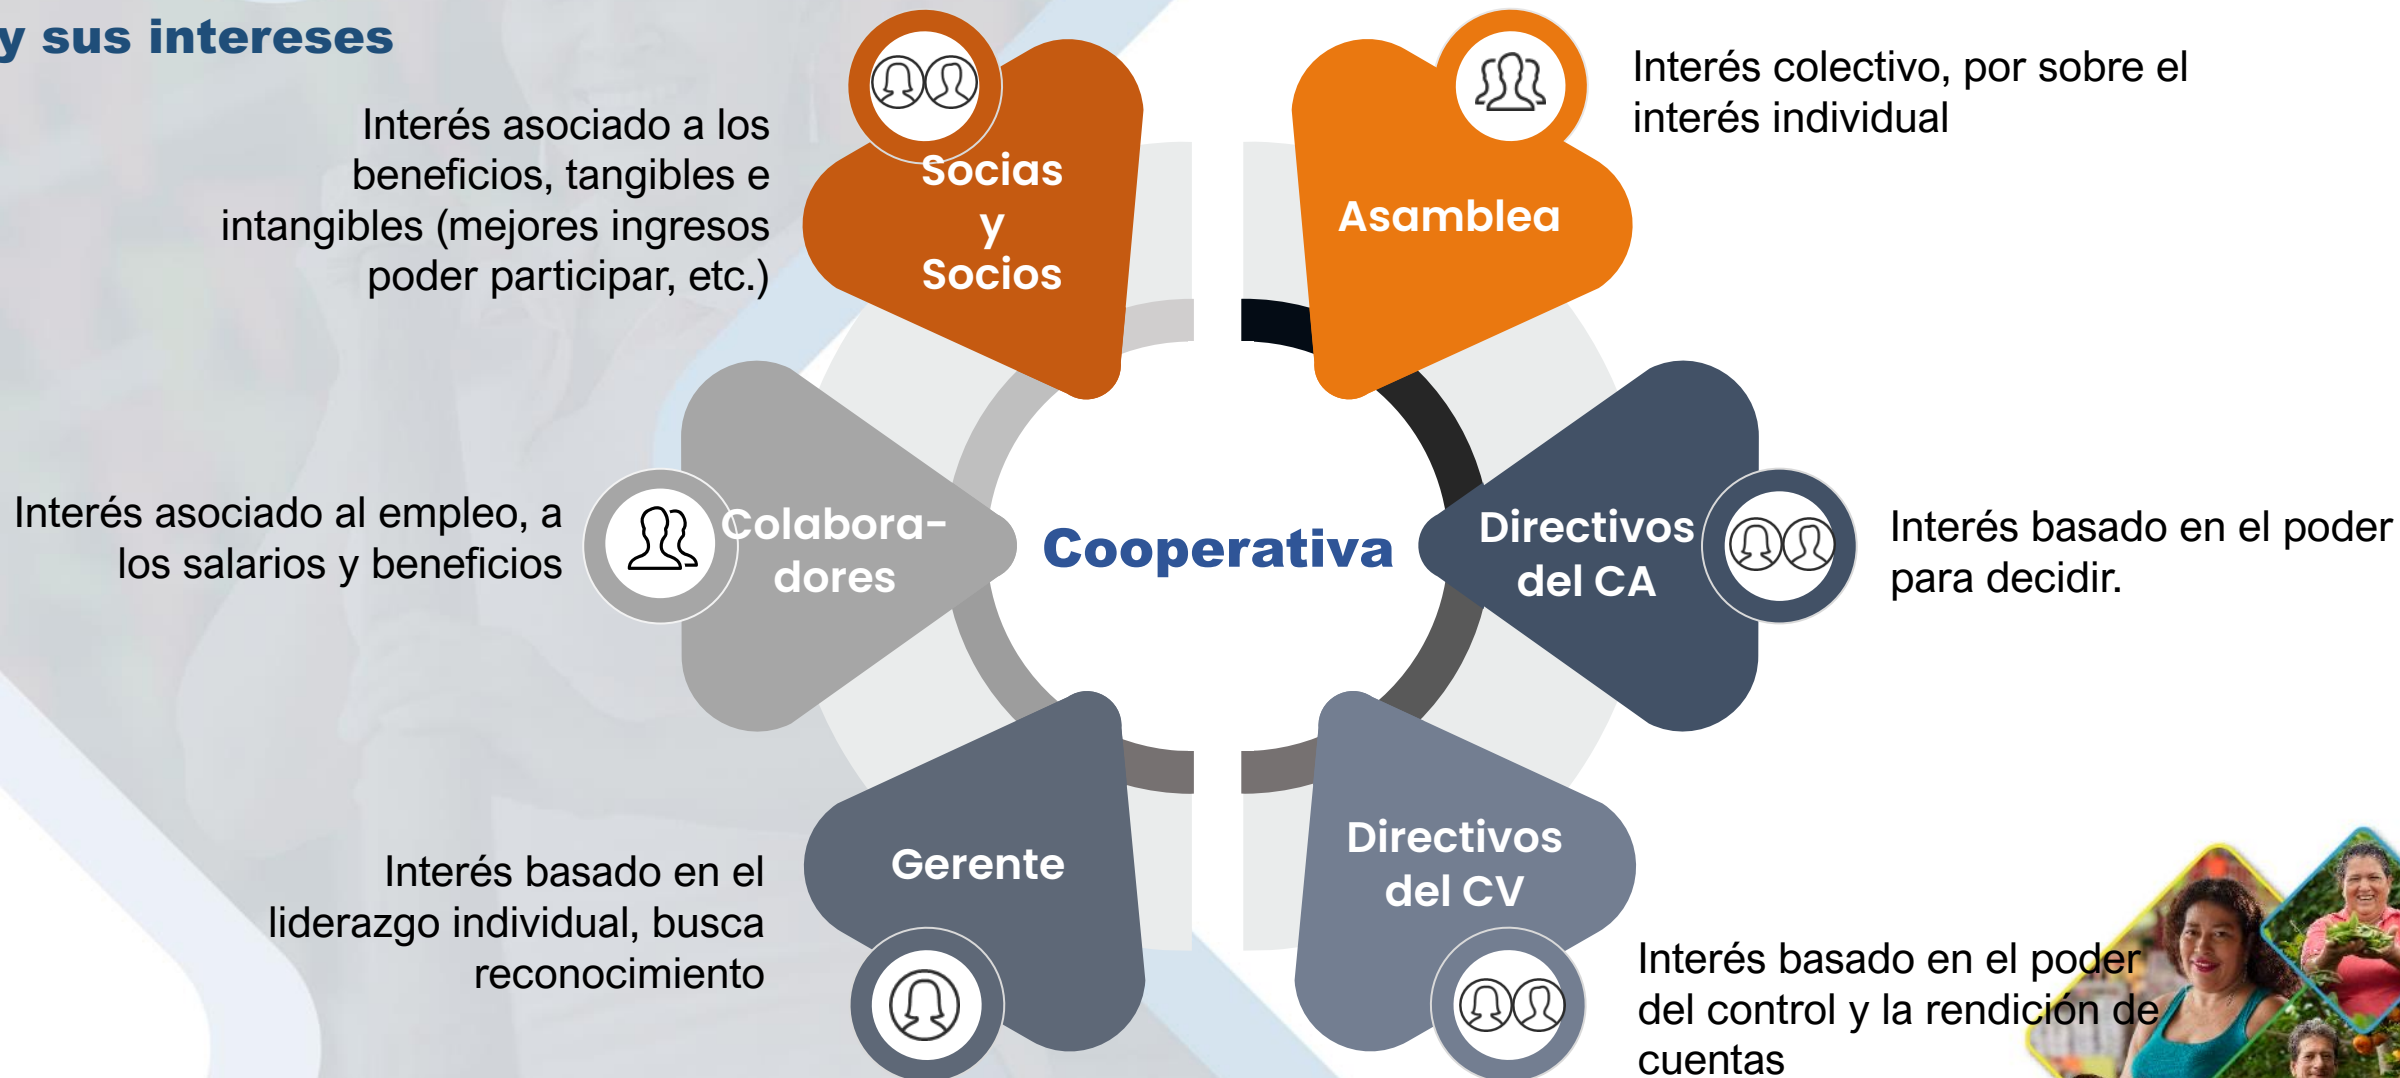 y sus intereses
Interés asociado a los
beneficios, tangibles e
intangibles (mejores ingresos
poder participar, etc.)
Socias
y
Socios
Asamblea
Interés colectivo, por sobre el
interés individual
Interés asociado al empleo, a
los salarios y beneficios
Colabora-
dores
Cooperativa
Directivos
del CA
Interés basado en el poder
para decidir.
Interés basado en el
liderazgo individual, busca
reconocimiento
Gerente
Directivos
del CV
Interés basado en el poder
del control y la rendición de
cuentas